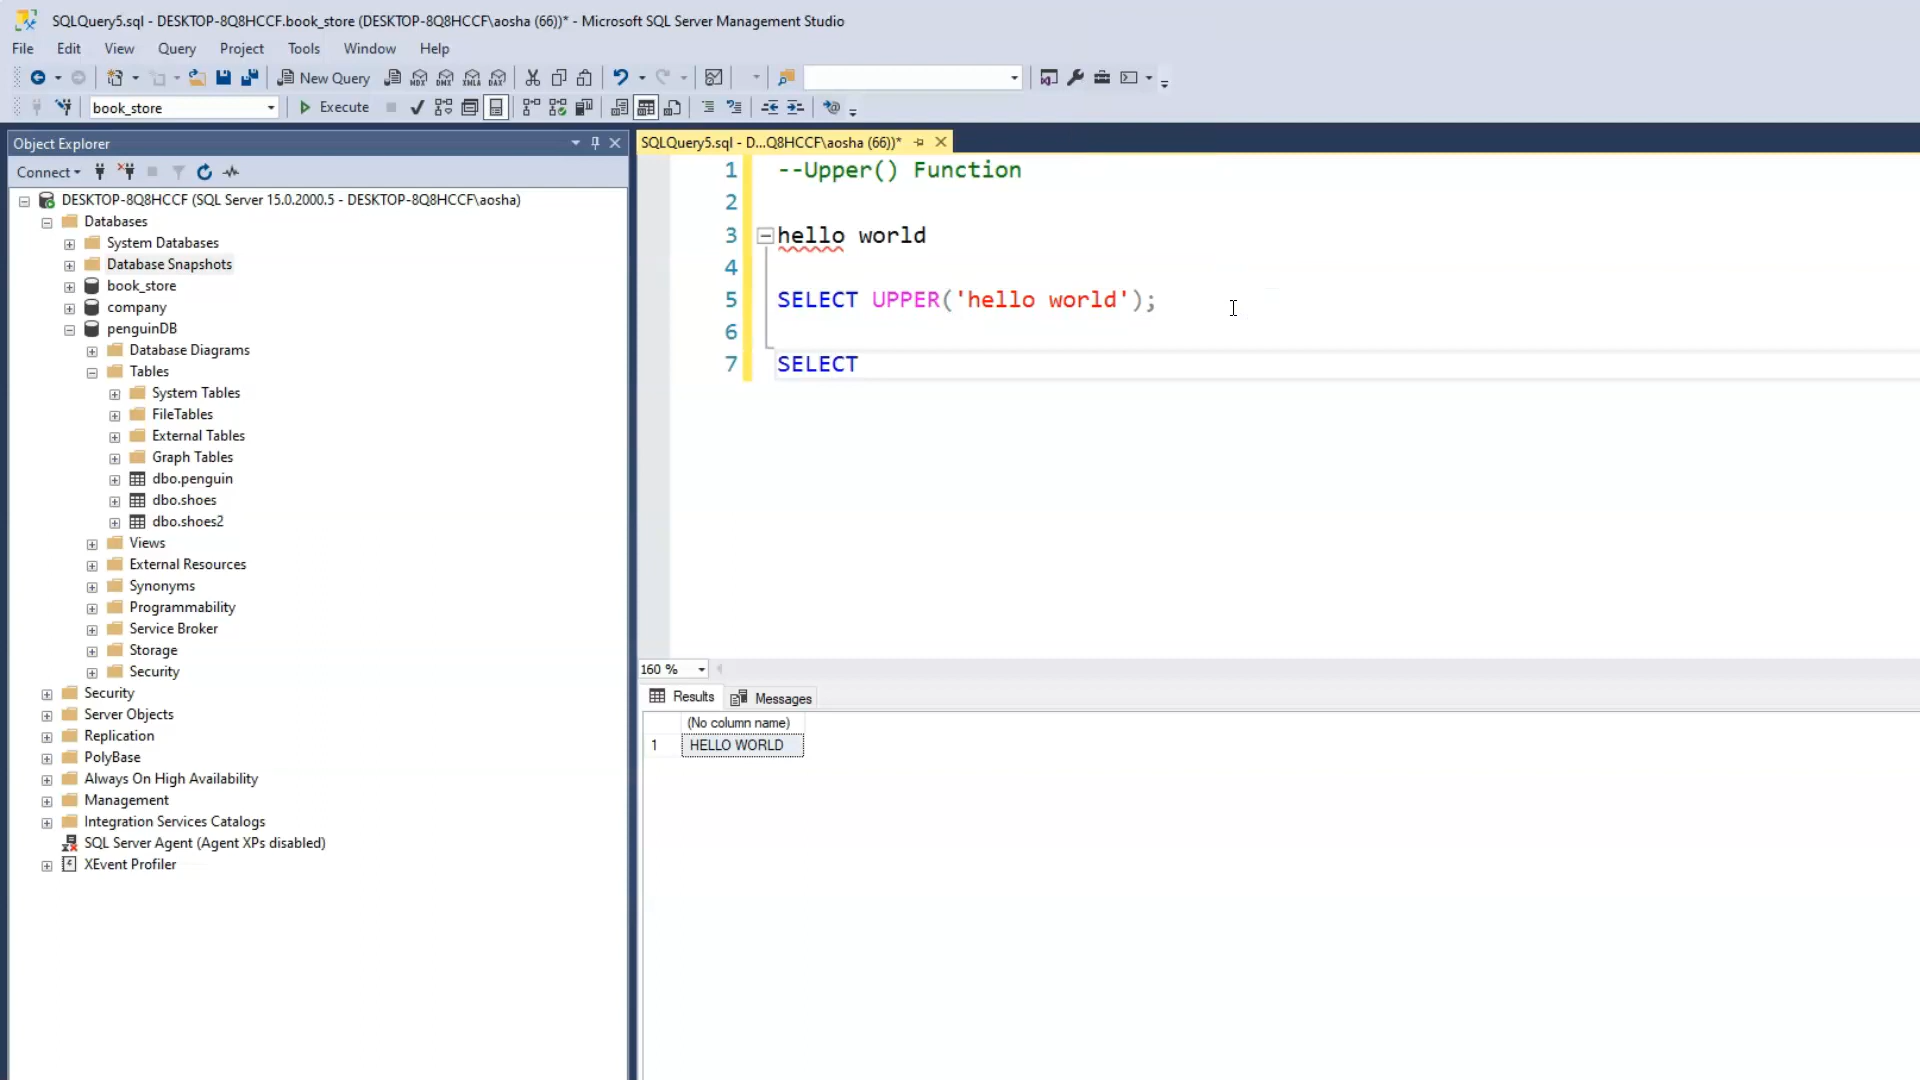 SQLQuery5.sql - DESKTOP-8Q8HCCF.book_store (DESKTOP-8Q8HCCF\aosha (66))* - Microsoft SQL Server Management Studio
File Edit View Query Project Tools Window Help
New Query MDX DMX XMLA DAX
book_store Execute
Object Explorer
Connect
DESKTOP-8Q8HCCF (SQL Server 15.0.2000.5 - DESKTOP-8Q8HCCF\aosha)
Databases
System Databases
Database Snapshots
book_store
company
penguinDB
Database Diagrams
Tables
System Tables
FileTables
External Tables
Graph Tables
dbo.penguin
dbo.shoes
dbo.shoes2
Views
External Resources
Synonyms
Programmability
Service Broker
Storage
Security
Security
Server Objects
Replication
PolyBase
Always On High Availability
Management
Integration Services Catalogs
SQL Server Agent (Agent XPs disabled)
XEvent Profiler
SQLQuery5.sql - D...Q8HCCF\aosha (66))*
1 --Upper() Function
2
3 hello world
4
5 SELECT UPPER('hello world');
6
7 SELECT
160 %
Results Messages
(No column name)
1 HELLO WORLD